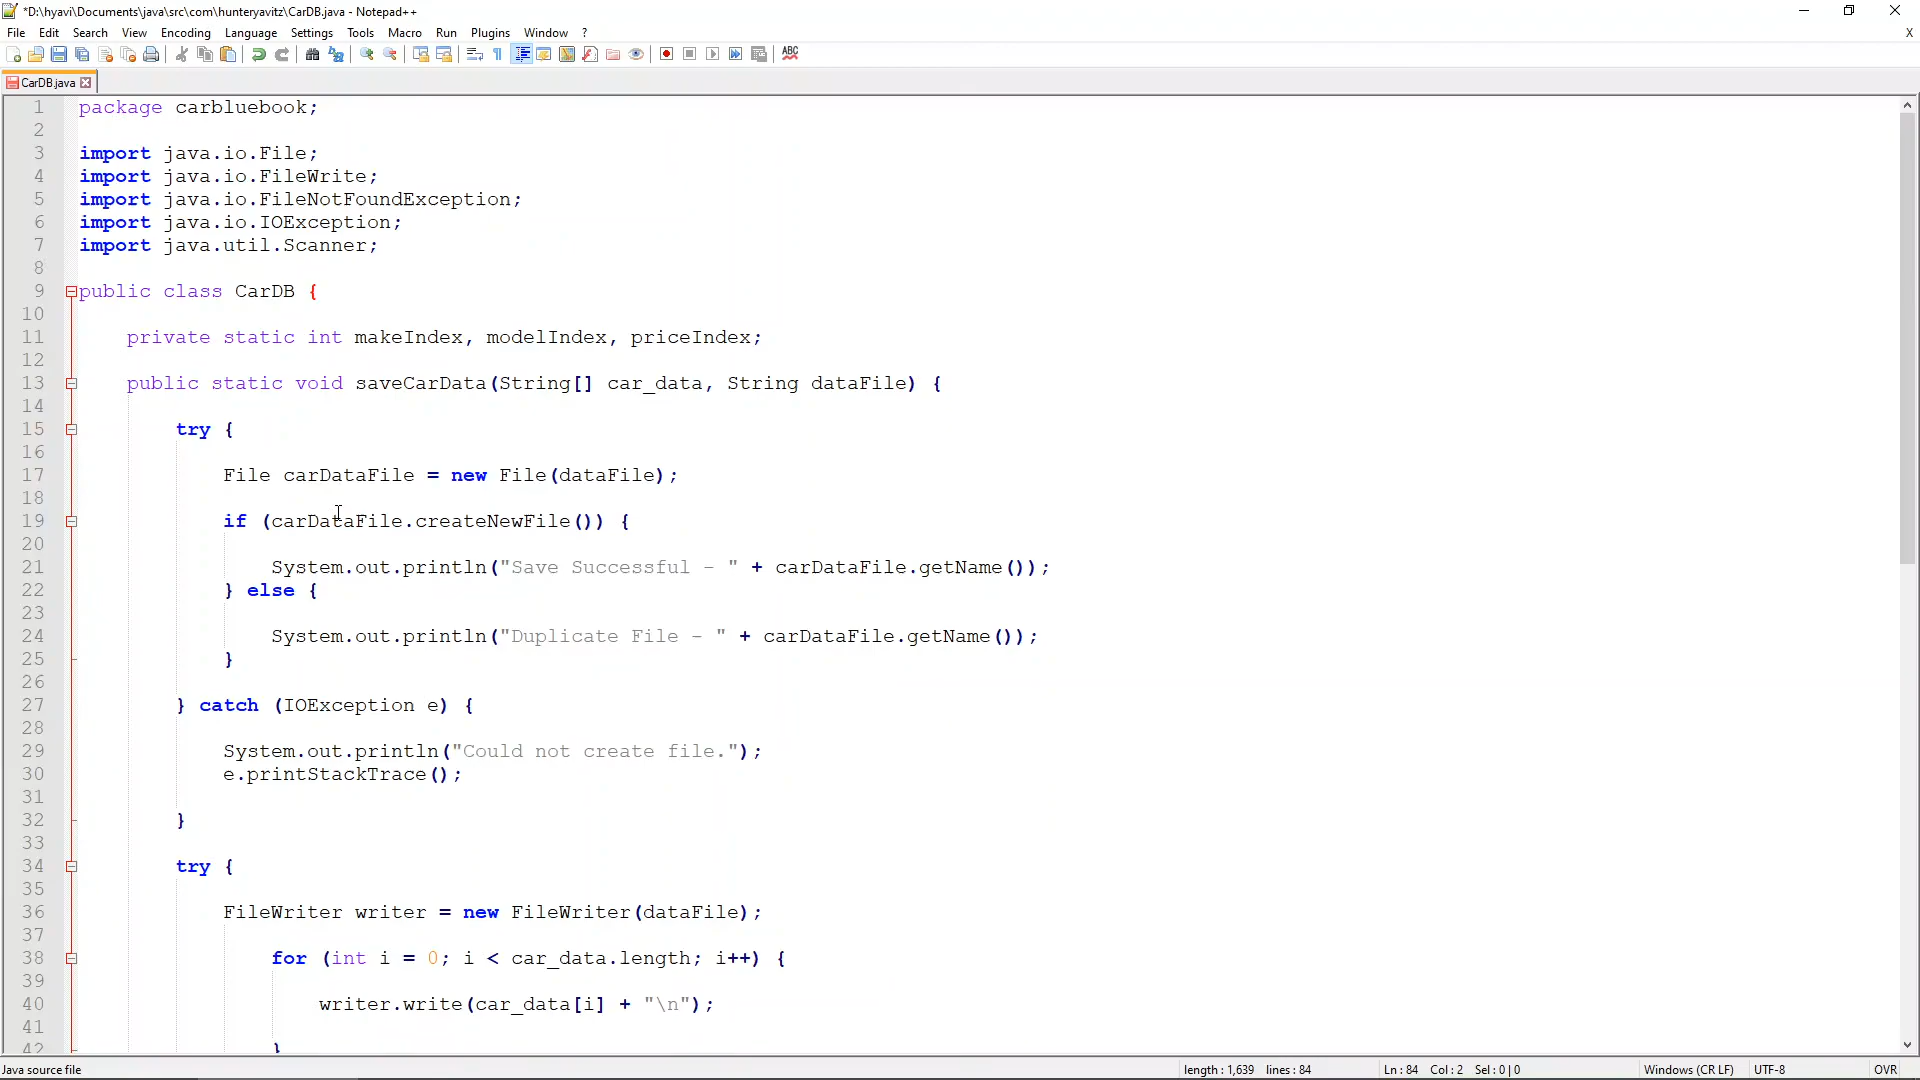 *D:\hyavi\Documents\java\src\com\hunteryavitz\CarDB.java - Notepad++
File Edit Search View Encoding Language Settings Tools Macro Run Plugins Window ? X
ABC
CarDB.java
1 package carbluebook;
2
3 import java.io.File;
4 import java.io.FileWrite;
5 import java.io.FileNotFoundException;
6 import java.io.IOException;
7 import java.util.Scanner;
8
9 public class CarDB {
10
11 private static int makeIndex, modelIndex, priceIndex;
12
13 public static void saveCarData(String[] car_data, String dataFile) {
14
15 try {
16
17 File carDataFile = new File(dataFile);
18
19 if (carDataFile.createNewFile()) {
20
21 System.out.println("Save Successful - " + carDataFile.getName());
22 } else {
23
24 System.out.println("Duplicate File - " + carDataFile.getName());
25 }
26
27 } catch (IOException e) {
28
29 System.out.println("Could not create file.");
30 e.printStackTrace();
31
32 }
33
34 try {
35
36 FileWriter writer = new FileWriter(dataFile);
37
38 for (int i = 0; i < car_data.length; i++) {
39
40 writer.write(car_data[i] + "\n");
41
42 }
Java source file length : 1,639 lines : 84 Ln : 84 Col : 2 Sel : 0 | 0 Windows (CR LF) UTF-8 OVR